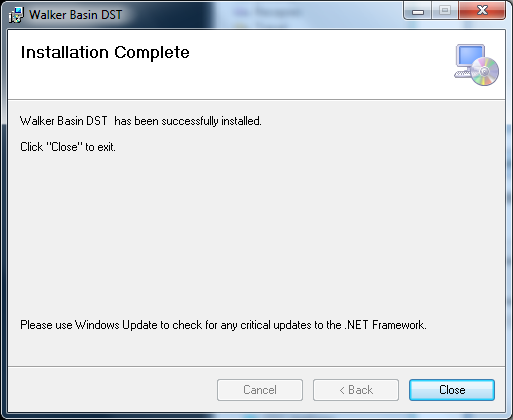 Walker Basin DST
Installation Complete
Walker Basin DST  has been successfully installed.
Click "Close" to exit.
Please use Windows Update to check for any critical updates to the .NET Framework.
Cancel
< Back
Close